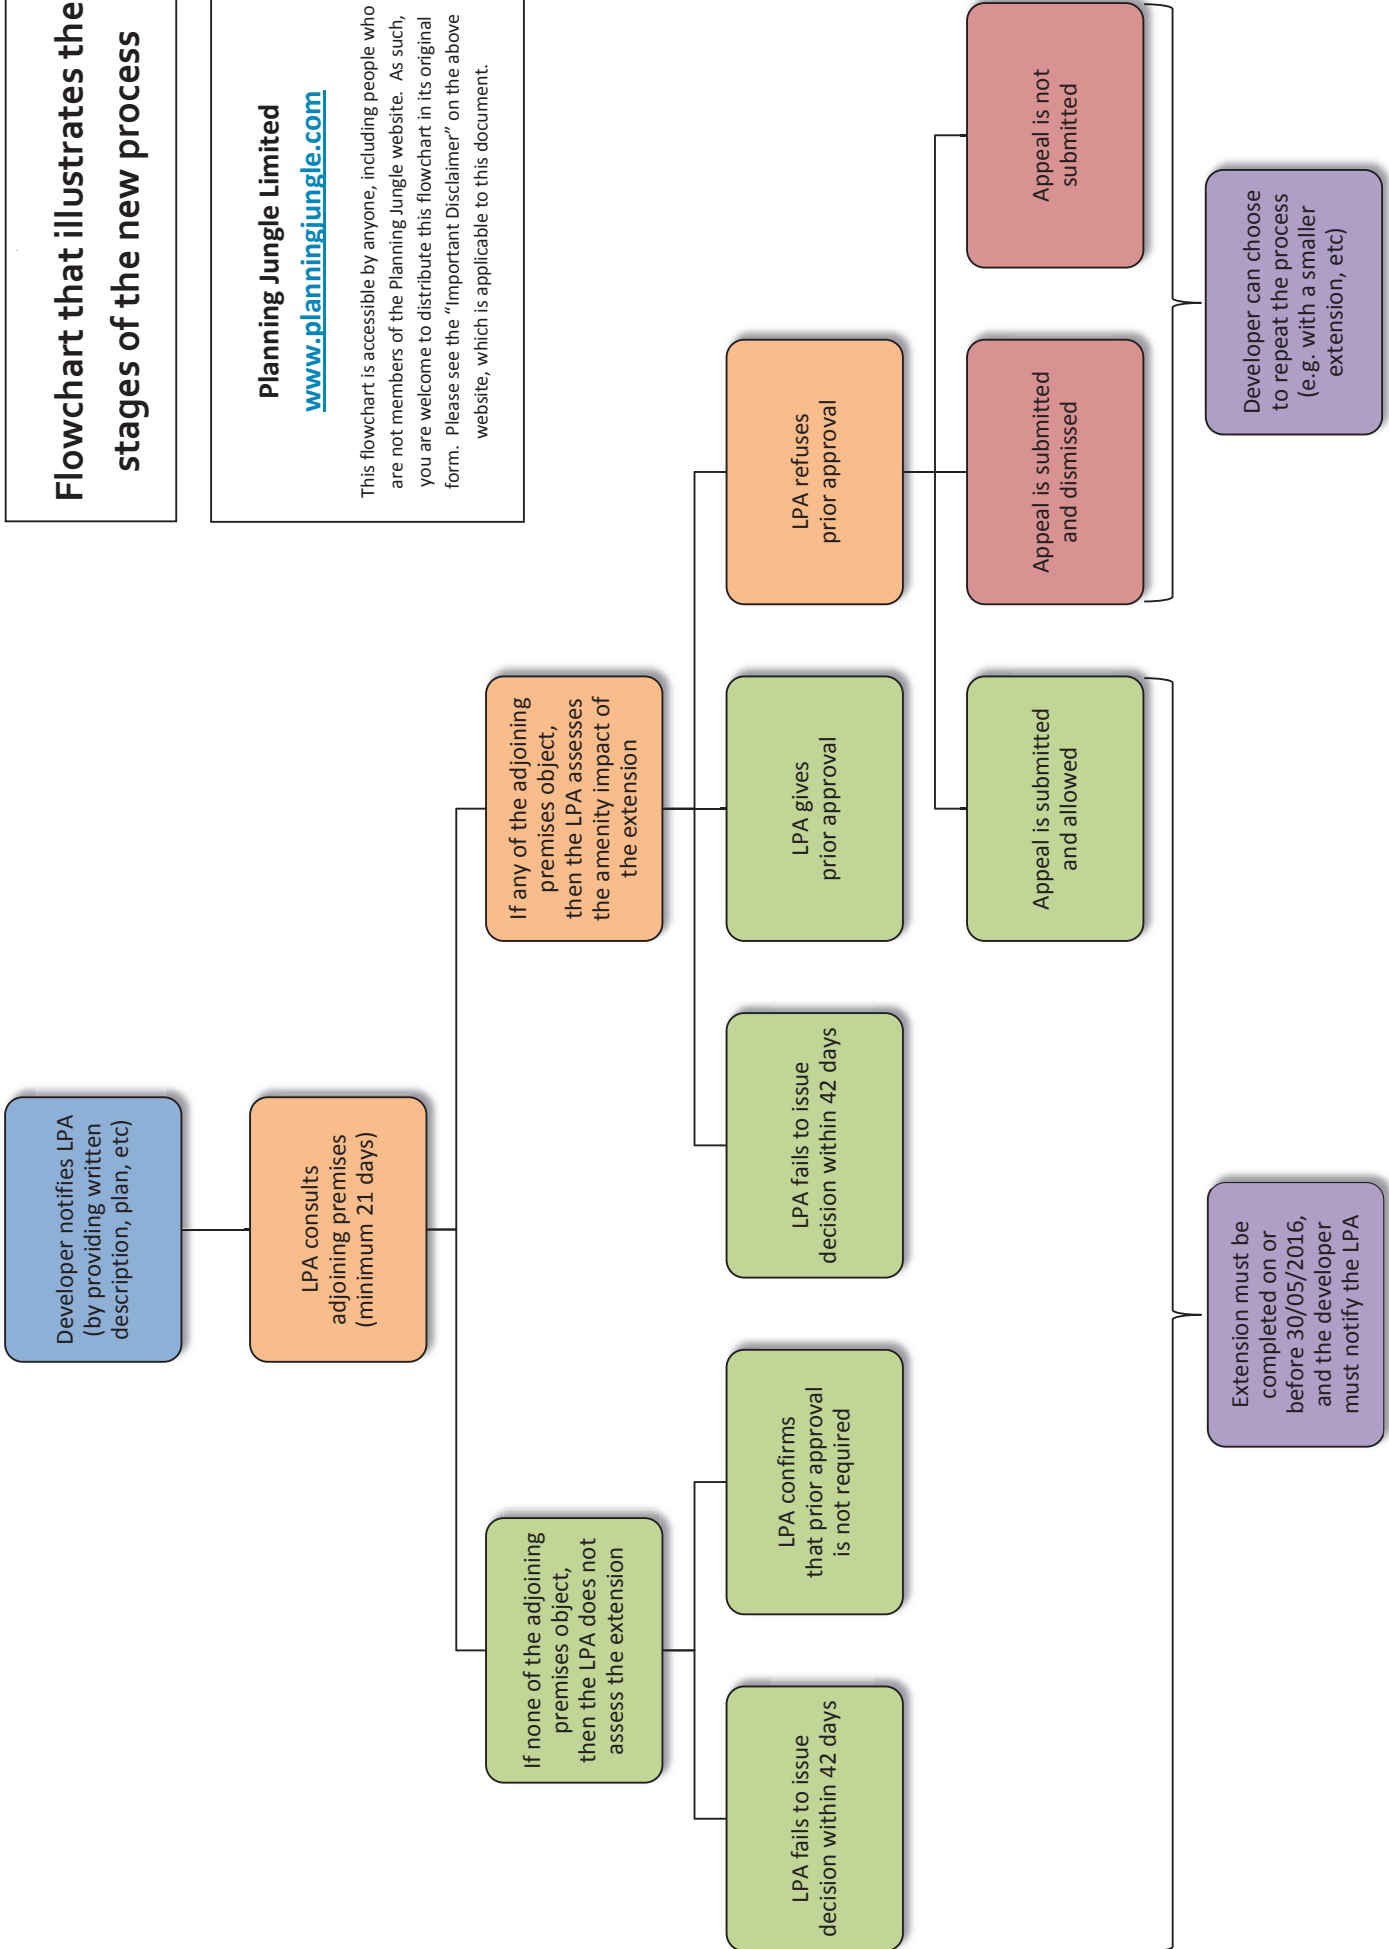 Flowchart that illustrates the
stages of the new process
Planning Jungle Limited
www.planningjungle.com
This flowchart is accessible by anyone, including people who
are not members of the Planning Jungle website.  As such,
you are welcome to distribute this flowchart in its original
form.  Please see the “Important Disclaimer” on the above
website, which is applicable to this document.
Developer notifies LPA
(by providing written
description, plan, etc)
LPA consults
adjoining premises
(minimum 21 days)
If none of the adjoining
premises object,
then the LPA does not
assess the extension
If any of the adjoining
premises object,
then the LPA assesses
the amenity impact of
the extension
LPA fails to issue
decision within 42 days
LPA confirms
that prior approval
is not required
LPA fails to issue
decision within 42 days
LPA gives
prior approval
LPA refuses
prior approval
Appeal is submitted
and allowed
Appeal is submitted
and dismissed
Appeal is not
submitted
Extension must be
completed on or
before 30/05/2016,
and the developer
must notify the LPA
Developer can choose
to repeat the process
(e.g. with a smaller
extension, etc)